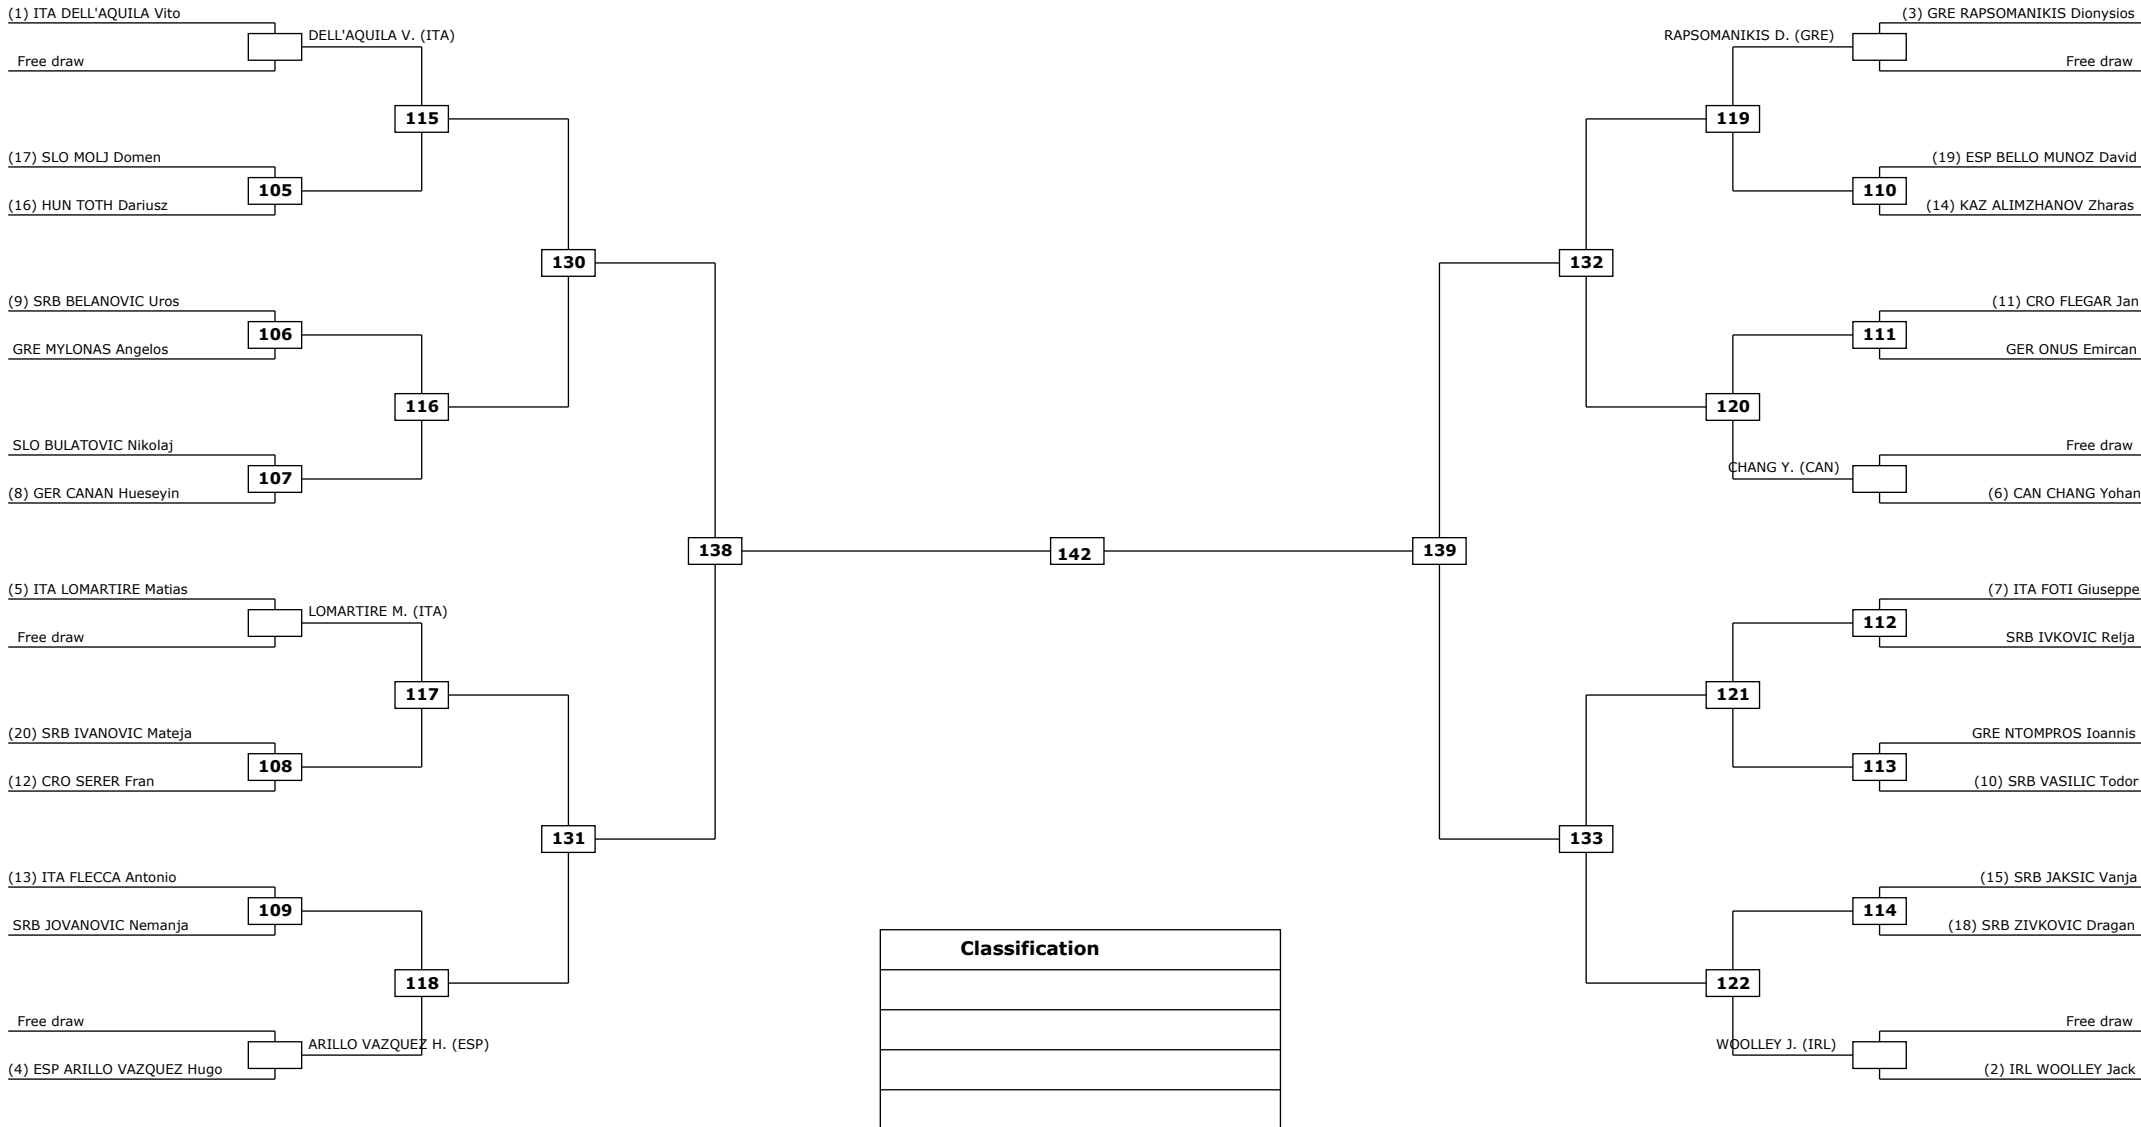 (1) ITA DELL'AQUILA Vito
DELL'AQUILA V. (ITA)
Free draw
115
(17) SLO MOLJ Domen
105
(16) HUN TOTH Dariusz
130
(9) SRB BELANOVIC Uros
106
GRE MYLONAS Angelos
116
SLO BULATOVIC Nikolaj
107
(8) GER CANAN Hueseyin
138
(5) ITA LOMARTIRE Matias
LOMARTIRE M. (ITA)
Free draw
117
(20) SRB IVANOVIC Mateja
108
(12) CRO SERER Fran
131
(13) ITA FLECCA Antonio
109
SRB JOVANOVIC Nemanja
118
Free draw
ARILLO VAZQUEZ H. (ESP)
(4) ESP ARILLO VAZQUEZ Hugo
142
(3) GRE RAPSOMANIKIS Dionysios
RAPSOMANIKIS D. (GRE)
Free draw
119
(19) ESP BELLO MUNOZ David
110
(14) KAZ ALIMZHANOV Zharas
132
(11) CRO FLEGAR Jan
111
GER ONUS Emircan
120
Free draw
CHANG Y. (CAN)
(6) CAN CHANG Yohan
139
(7) ITA FOTI Giuseppe
112
SRB IVKOVIC Relja
121
GRE NTOMPROS Ioannis
113
(10) SRB VASILIC Todor
133
(15) SRB JAKSIC Vanja
114
(18) SRB ZIVKOVIC Dragan
122
Free draw
WOOLLEY J. (IRL)
(2) IRL WOOLLEY Jack
Classification